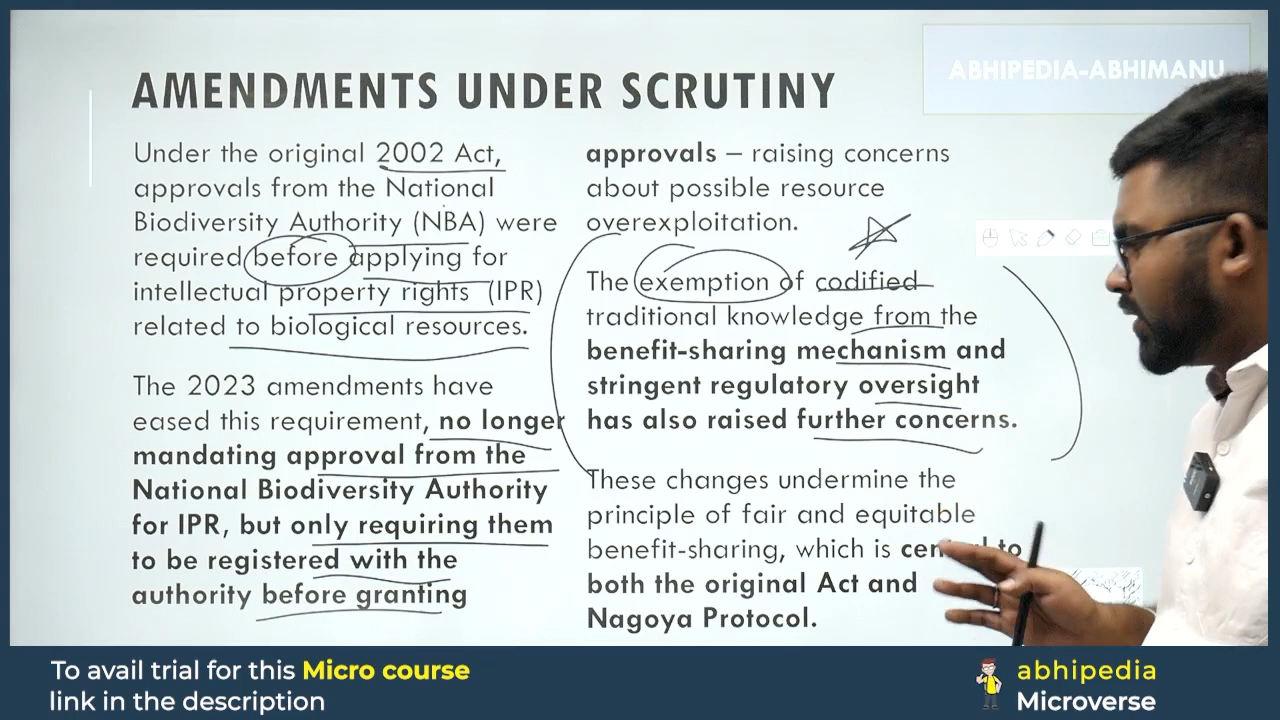 AMENDMENTS UNDER SCRUTINY
ABHIPEDIA-ABHIMANU
Under the original 2002 Act,
approvals from the National
Biodiversity Authority (NBA) were
required before applying for
intellectual property rights (IPR)
related to biological resources.
The 2023 amendments have
eased this requirement, no longer
mandating approval from the
National Biodiversity Authority
for IPR, but only requiring them
to be registered with the
authority before granting
approvals – raising concerns
about possible resource
overexploitation.
The exemption of codified
traditional knowledge from the
benefit-sharing mechanism and
stringent regulatory oversight
has also raised further concerns.
These changes undermine the
principle of fair and equitable
benefit-sharing, which is central to
both the original Act and
Nagoya Protocol.
To avail trial for this Micro course
link in the description
abhipedia
Microverse